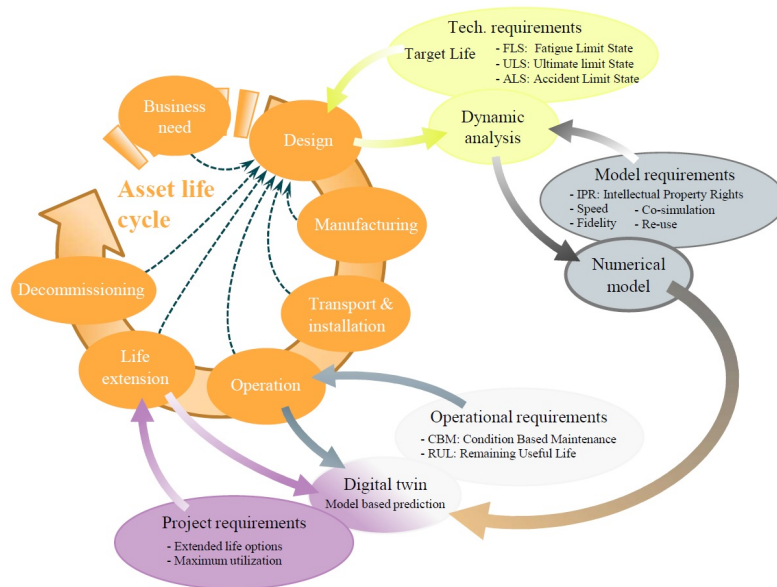 Tech. requirements
Target Life
- FLS: Fatigue Limit State
- ULS: Ultimate limit State
- ALS: Accident Limit State
Business
need
Design
Dynamic
analysis
Model requirements
- IPR: Intellectual Property Rights
- Speed - Co-simulation
- Fidelity - Re-use
Asset life
cycle
Manufacturing
Numerical
model
Decommissioning
Transport &
installation
Life
extension
Operation
Operational requirements
- CBM: Condition Based Maintenance
- RUL: Remaining Useful Life
Digital twin
Model based prediction
Project requirements
- Extended life options
- Maximum utilization